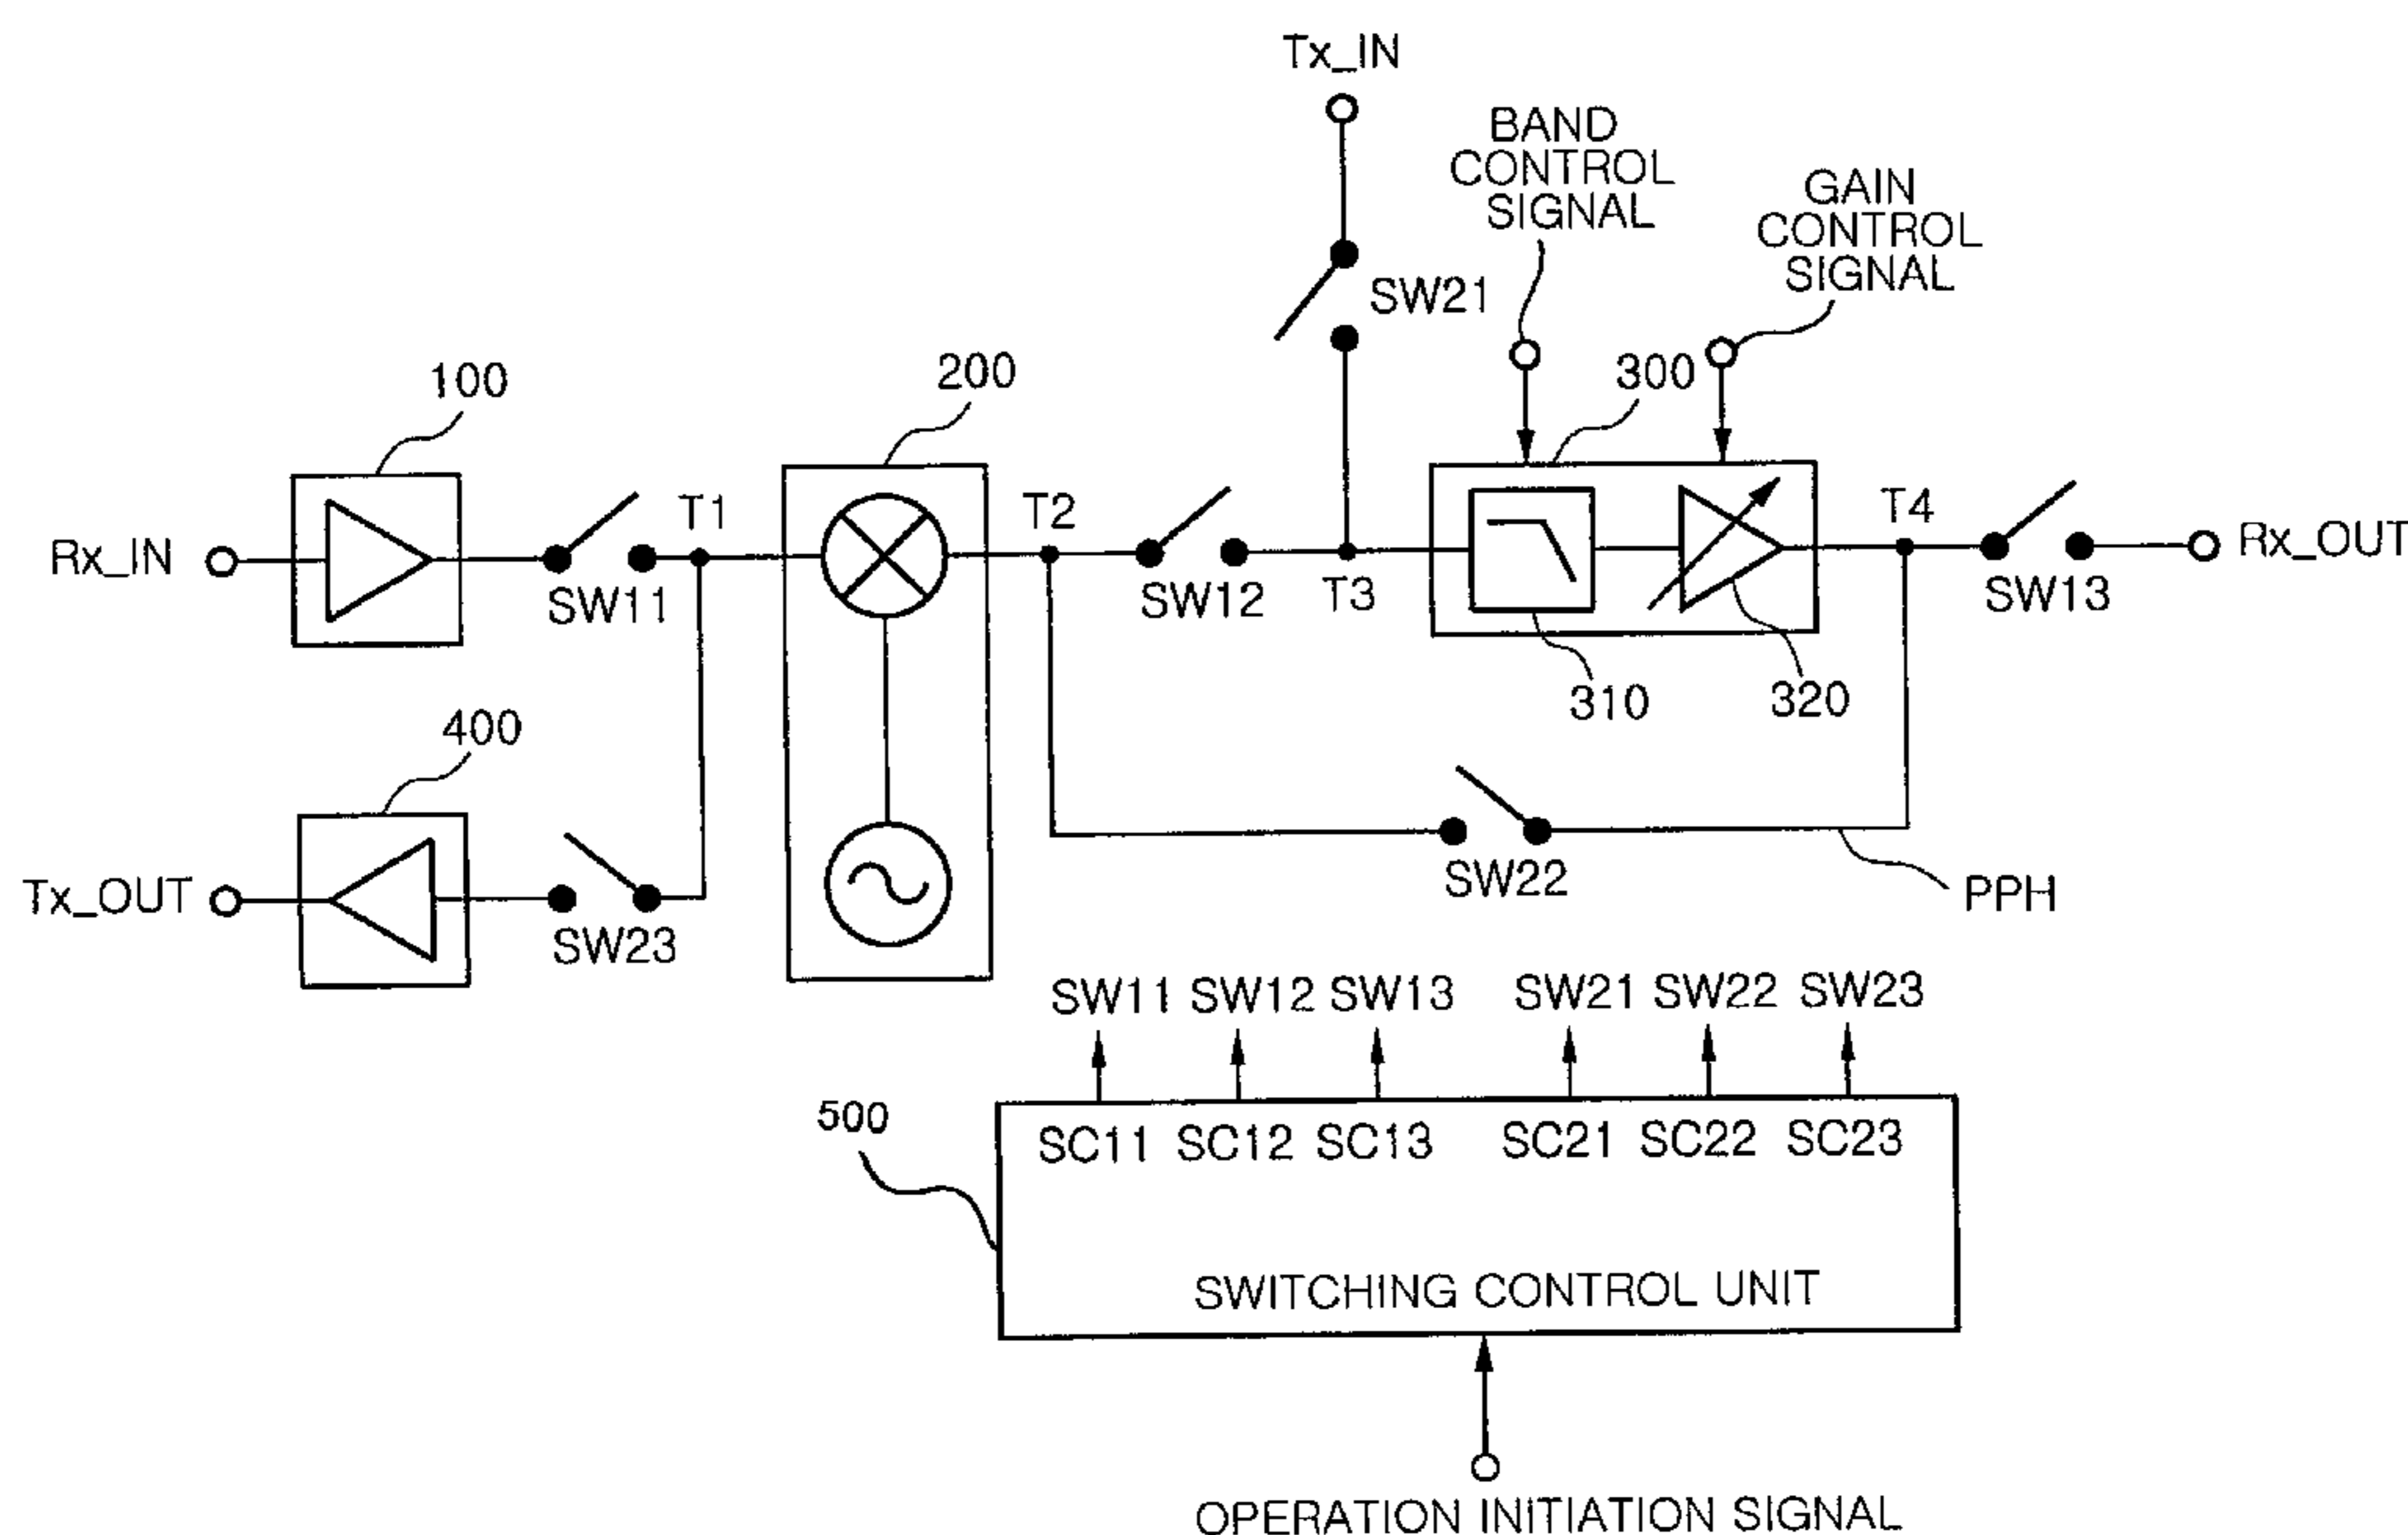 Tx_IN
BAND
CONTROL
SIGNAL
GAIN
CONTROL
SIGNAL
SW21
100
200
300
Rx_IN
SW11
T1
T2
SW12
T3
T4
SW13
Rx_OUT
310
320
400
Tx_OUT
SW23
SW22
PPH
SW11 SW12 SW13 SW21 SW22 SW23
500
SC11 SC12 SC13 SC21 SC22 SC23
SWITCHING CONTROL UNIT
OPERATION INITIATION SIGNAL